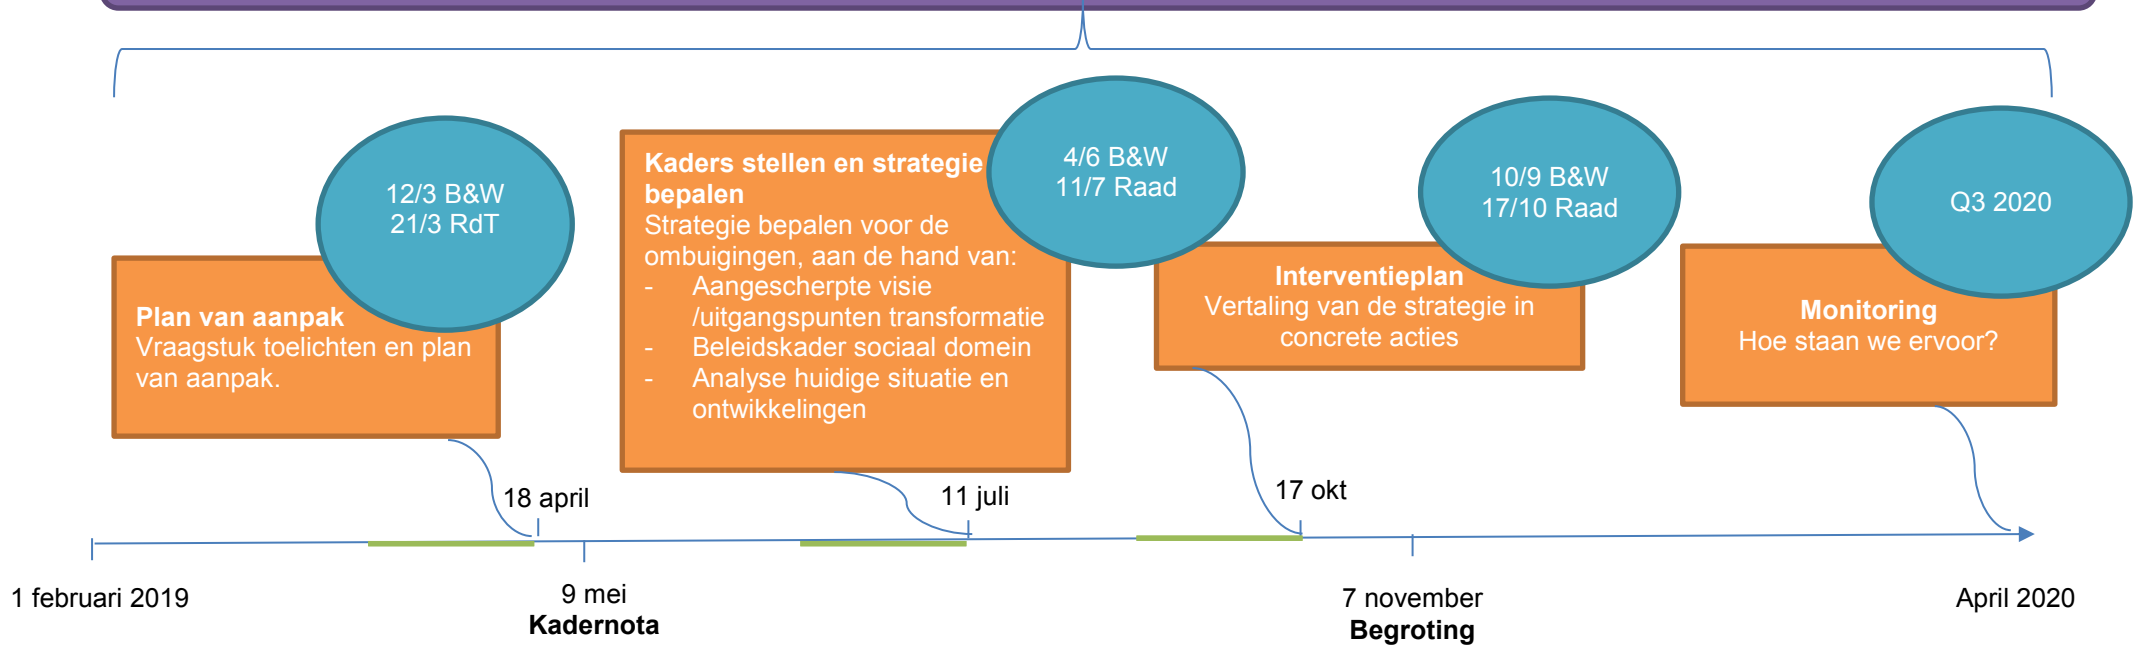 12/3 B&W
21/3 RdT
Plan van aanpak
Vraagstuk toelichten en plan
van aanpak.
Kaders stellen en strategie
bepalen
Strategie bepalen voor de
ombuigingen, aan de hand van:
- Aangescherpte visie
/uitgangspunten transformatie
- Beleidskader sociaal domein
- Analyse huidige situatie en
ontwikkelingen
4/6 B&W
11/7 Raad
10/9 B&W
17/10 Raad
Interventieplan
Vertaling van de strategie in
concrete acties
Q3 2020
Monitoring
Hoe staan we ervoor?
18 april
11 juli
17 okt
1 februari 2019
9 mei
Kadernota
7 november
Begroting
April 2020